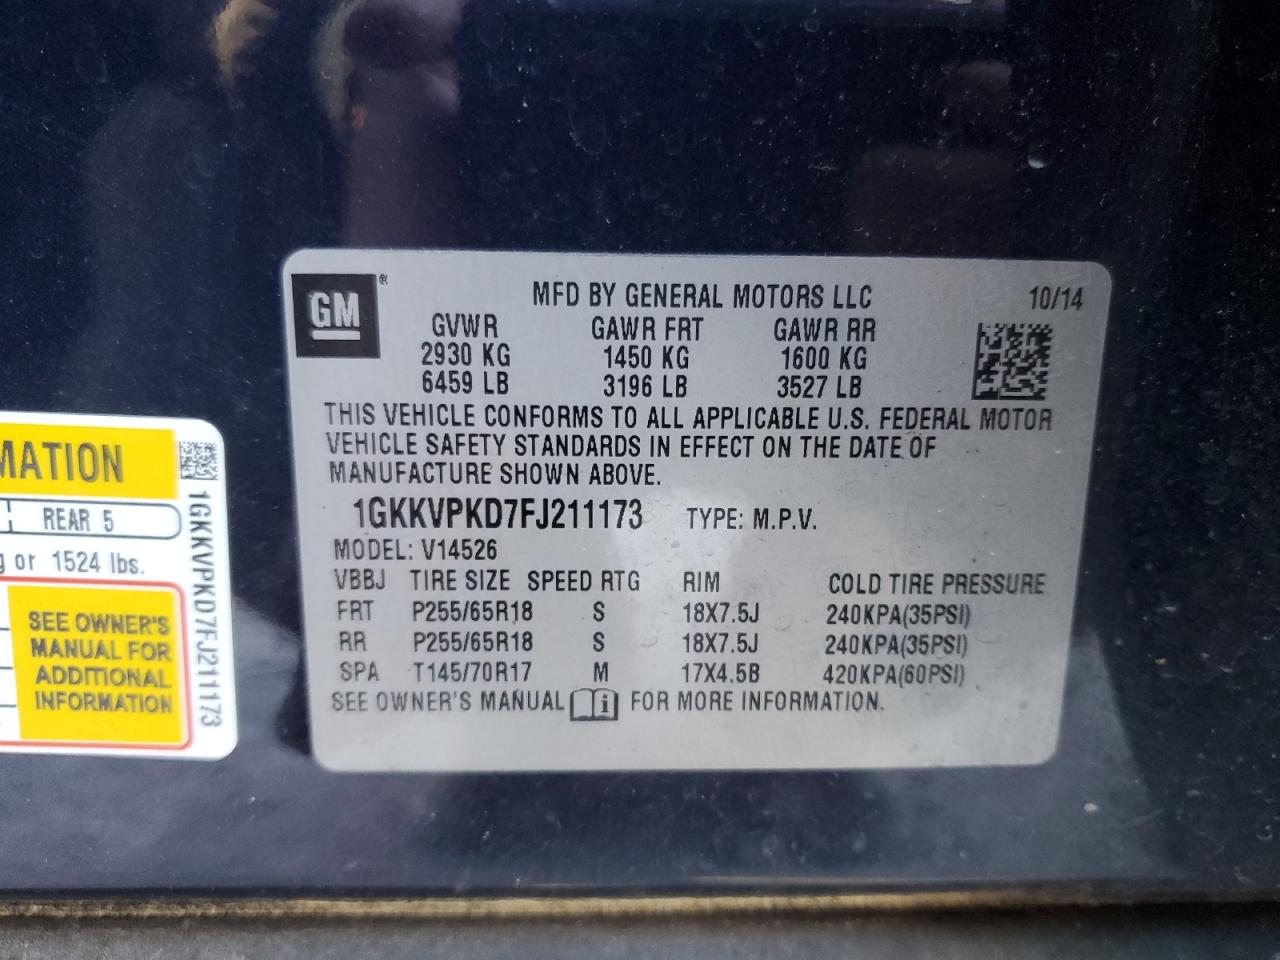 GM ®
MFD BY GENERAL MOTORS LLC 10/14
GVWR GAWR FRT GAWR RR
2930 KG 1450 KG 1600 KG
6459 LB 3196 LB 3527 LB
THIS VEHICLE CONFORMS TO ALL APPLICABLE U.S. FEDERAL MOTOR
VEHICLE SAFETY STANDARDS IN EFFECT ON THE DATE OF
MANUFACTURE SHOWN ABOVE.
1GKKVPKD7FJ211173 TYPE: M.P.V.
MODEL: V14526
VBBJ TIRE SIZE SPEED RTG RIM COLD TIRE PRESSURE
FRT P255/65R18 S 18X7.5J 240KPA(35PSI)
RR P255/65R18 S 18X7.5J 240KPA(35PSI)
SPA T145/70R17 M 17X4.5B 420KPA(60PSI)
SEE OWNER'S MANUAL i FOR MORE INFORMATION.
MATION
REAR 5
g or 1524 lbs.
SEE OWNER'S
MANUAL FOR
ADDITIONAL
INFORMATION
1GKKVPKD7FJ211173